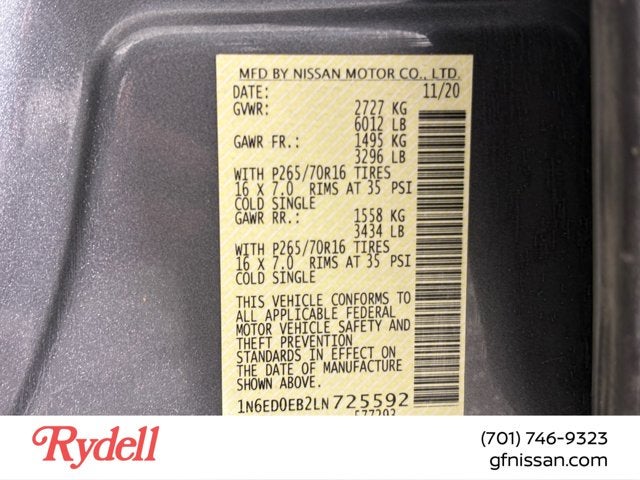 MFD BY NISSAN MOTOR CO., LTD.
DATE: 11/20
GVWR: 2727 KG
6012 LB
GAWR FR.: 1495 KG
3296 LB
WITH P265/70R16 TIRES
16 X 7.0 RIMS AT 35 PSI
COLD SINGLE
GAWR RR.: 1558 KG
3434 LB
WITH P265/70R16 TIRES
16 X 7.0 RIMS AT 35 PSI
COLD SINGLE
THIS VEHICLE CONFORMS TO
ALL APPLICABLE FEDERAL
MOTOR VEHICLE SAFETY AND
THEFT PREVENTION
STANDARDS IN EFFECT ON
THE DATE OF MANUFACTURE
SHOWN ABOVE.
1N6ED0EB2LN725592
Rydell
(701) 746-9323
gfnissan.com